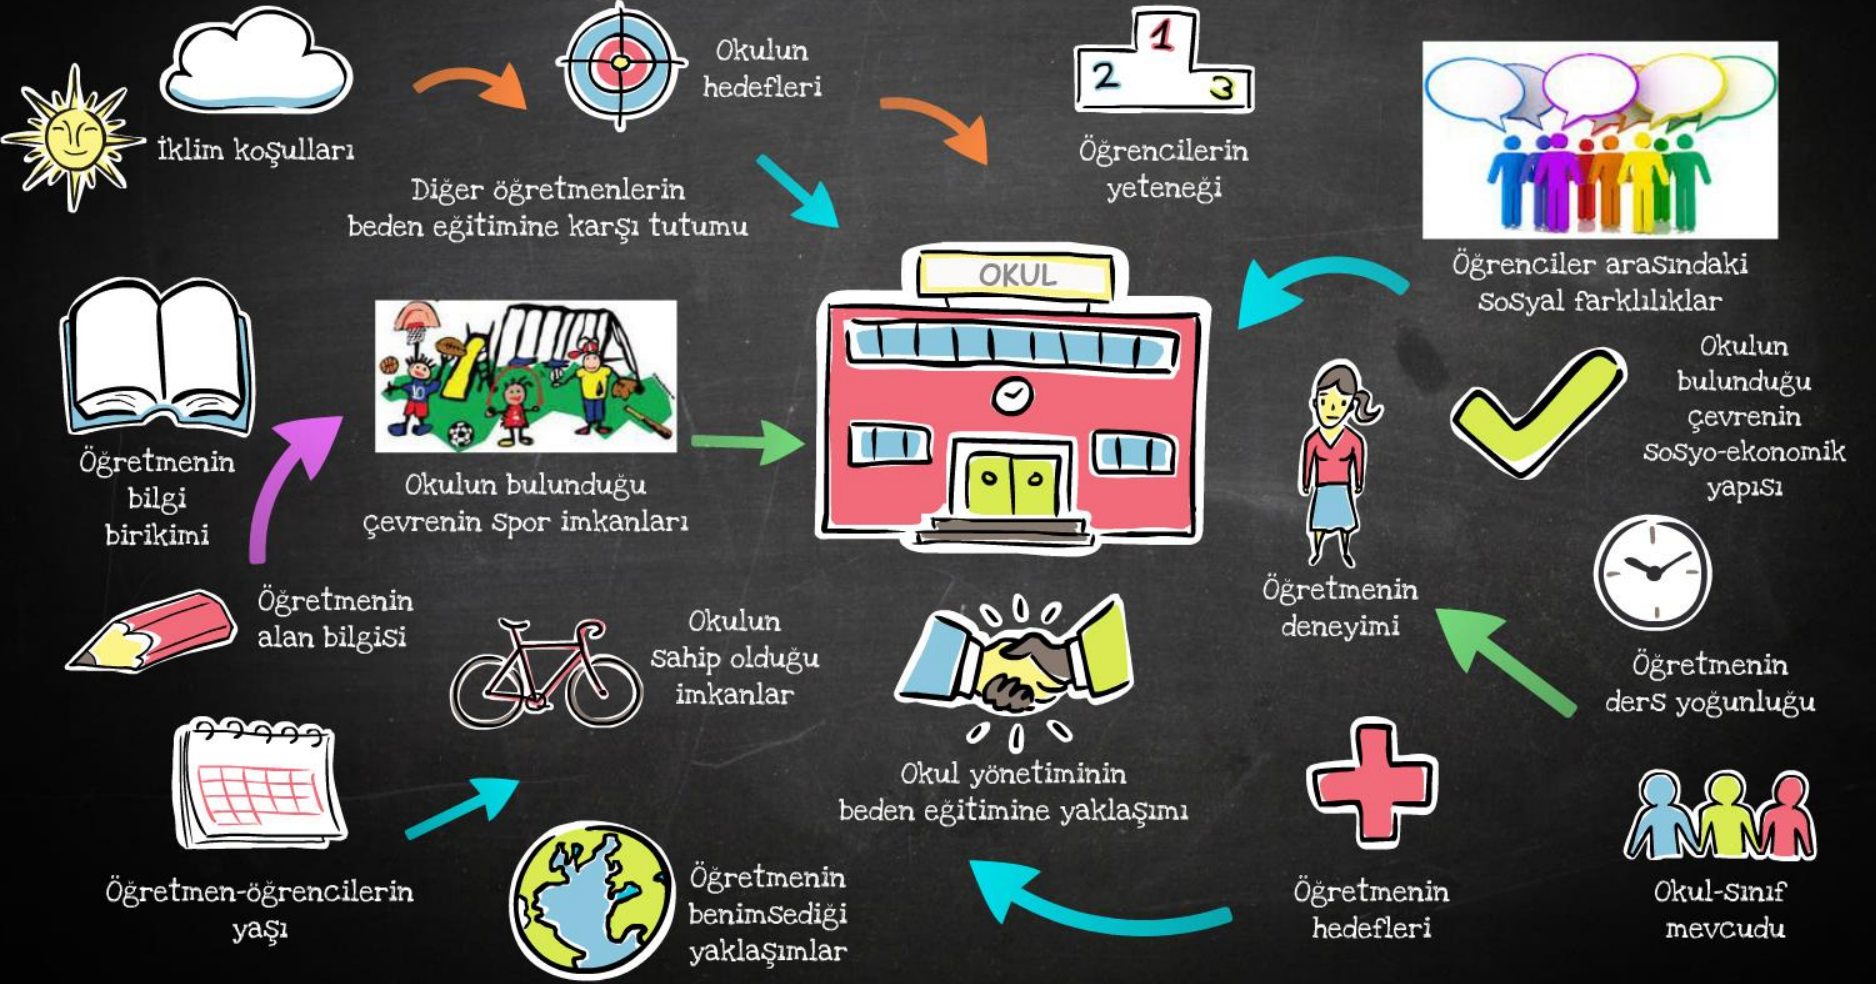 İklim koşulları
Okulun
hedefleri
1
2
3
Öğrencilerin
yeteneği
Diğer öğretmenlerin
beden eğitimine karşı tutumu
OKUL
Öğrenciler arasındaki
sosyal farklılıklar
Öğretmenin
bilgi
birikimi
10
Okulun bulunduğu
çevrenin spor imkanları
Okulun
bulunduğu
çevrenin
sosyo-ekonomik
yapısı
Öğretmenin
alan bilgisi
Okulun
sahip olduğu
imkanlar
Öğretmenin
deneyimi
Öğretmenin
ders yoğunluğu
Okul yönetiminin
beden eğitimine yaklaşımı
Öğretmen-öğrencilerin
yaşı
Öğretmenin
benimsediği
yaklaşımlar
Öğretmenin
hedefleri
Okul-sınıf
mevcudu